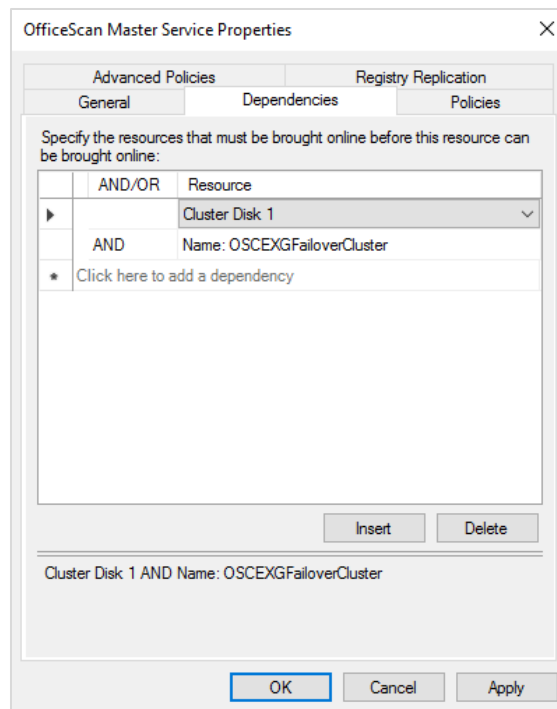 OfficeScan Master Service Properties
Advanced Policies Registry Replication
General Dependencies Policies
Specify the resources that must be brought online before this resource can
be brought online:
AND/OR Resource
Cluster Disk 1
AND Name: OSCEXGFailoverCluster
Click here to add a dependency
Insert Delete
Cluster Disk 1 AND Name: OSCEXGFailoverCluster
OK Cancel Apply